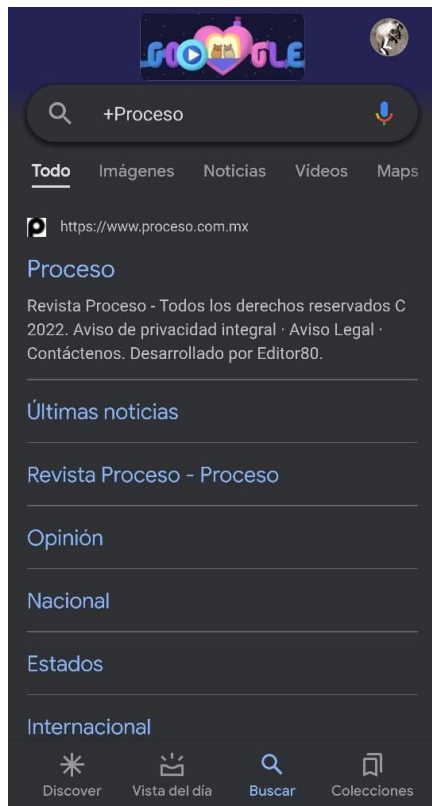 GOOGLE
+Proceso
Todo Imágenes Noticias Vídeos Maps
https://www.proceso.com.mx
Proceso
Revista Proceso - Todos los derechos reservados C
2022. Aviso de privacidad integral · Aviso Legal ·
Contáctenos. Desarrollado por Editor80.
Últimas noticias
Revista Proceso - Proceso
Opinión
Nacional
Estados
Internacional
Discover Vista del día Buscar Colecciones